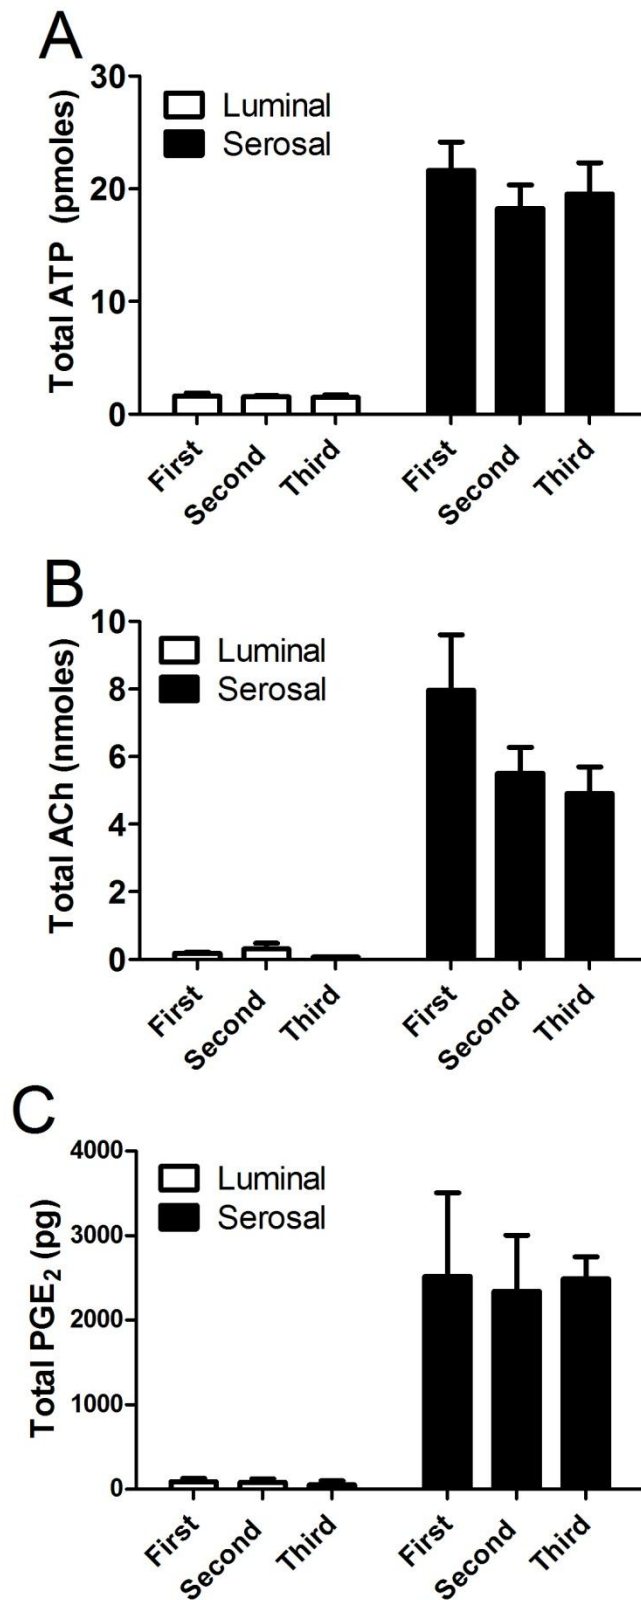 A
Total ATP (pmoles)
30
20
10
0
Luminal
Serosal
First
Second
Third
First
Second
Third
B
Total ACh (nmoles)
10
8
6
4
2
0
Luminal
Serosal
First
Second
Third
First
Second
Third
C
Total PGE₂ (pg)
4000
3000
2000
1000
0
Luminal
Serosal
First
Second
Third
First
Second
Third